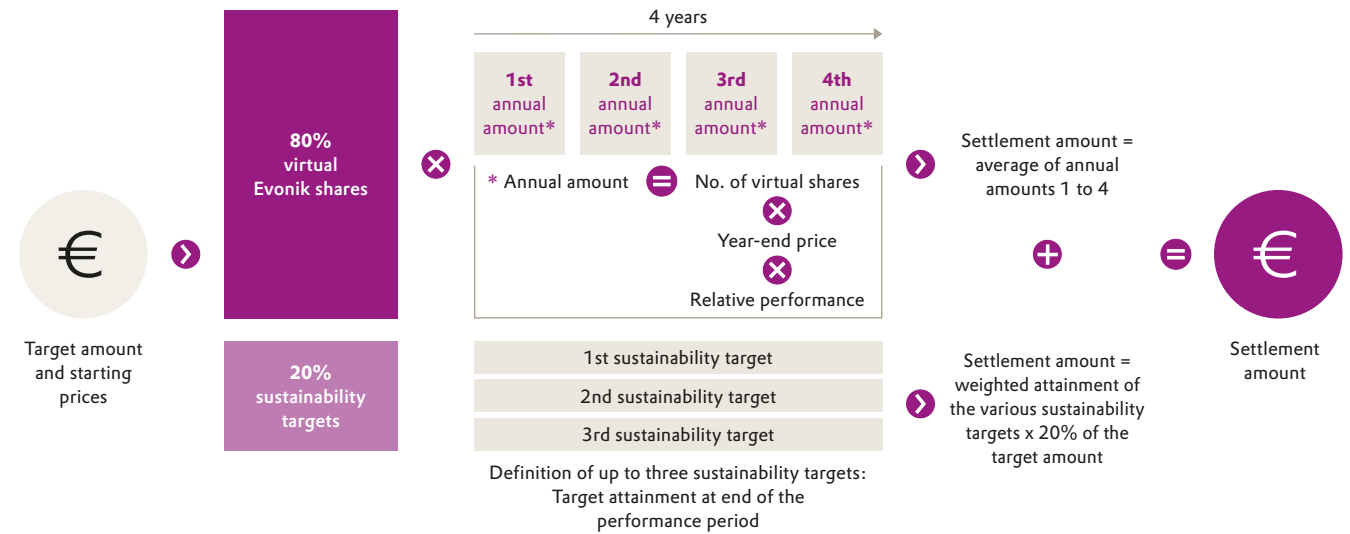 4 years
€
Target amount
and starting
prices
80%
virtual
Evonik shares
1st
annual
amount*
2nd
annual
amount*
3rd
annual
amount*
4th
annual
amount*
* Annual amount = No. of virtual shares
×
Year-end price
×
Relative performance
Settlement amount =
average of annual
amounts 1 to 4
+
=
€
Settlement
amount
20%
sustainability
targets
1st sustainability target
2nd sustainability target
3rd sustainability target
Definition of up to three sustainability targets:
Target attainment at end of the
performance period
Settlement amount =
weighted attainment of
the various sustainability
targets x 20% of the
target amount